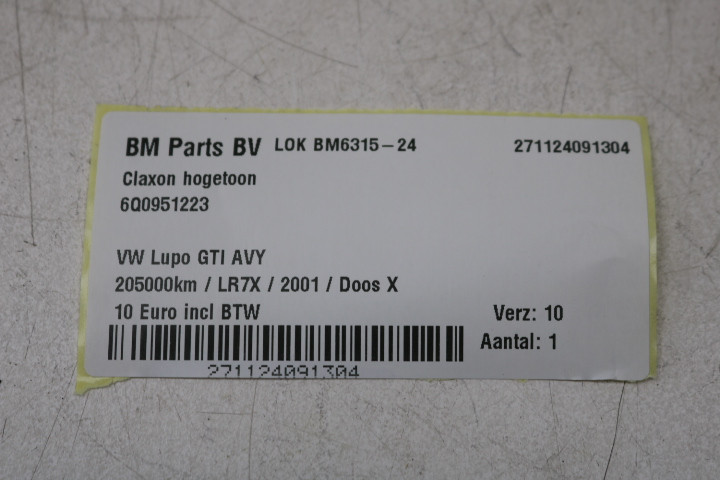 BM Parts BV LOK BM6315-24 271124091304
Claxon hogetoon
6Q0951223
VW Lupo GTI AVY
205000km / LR7X / 2001 / Doos X
10 Euro incl BTW Verz: 10
Aantal: 1
271124091304